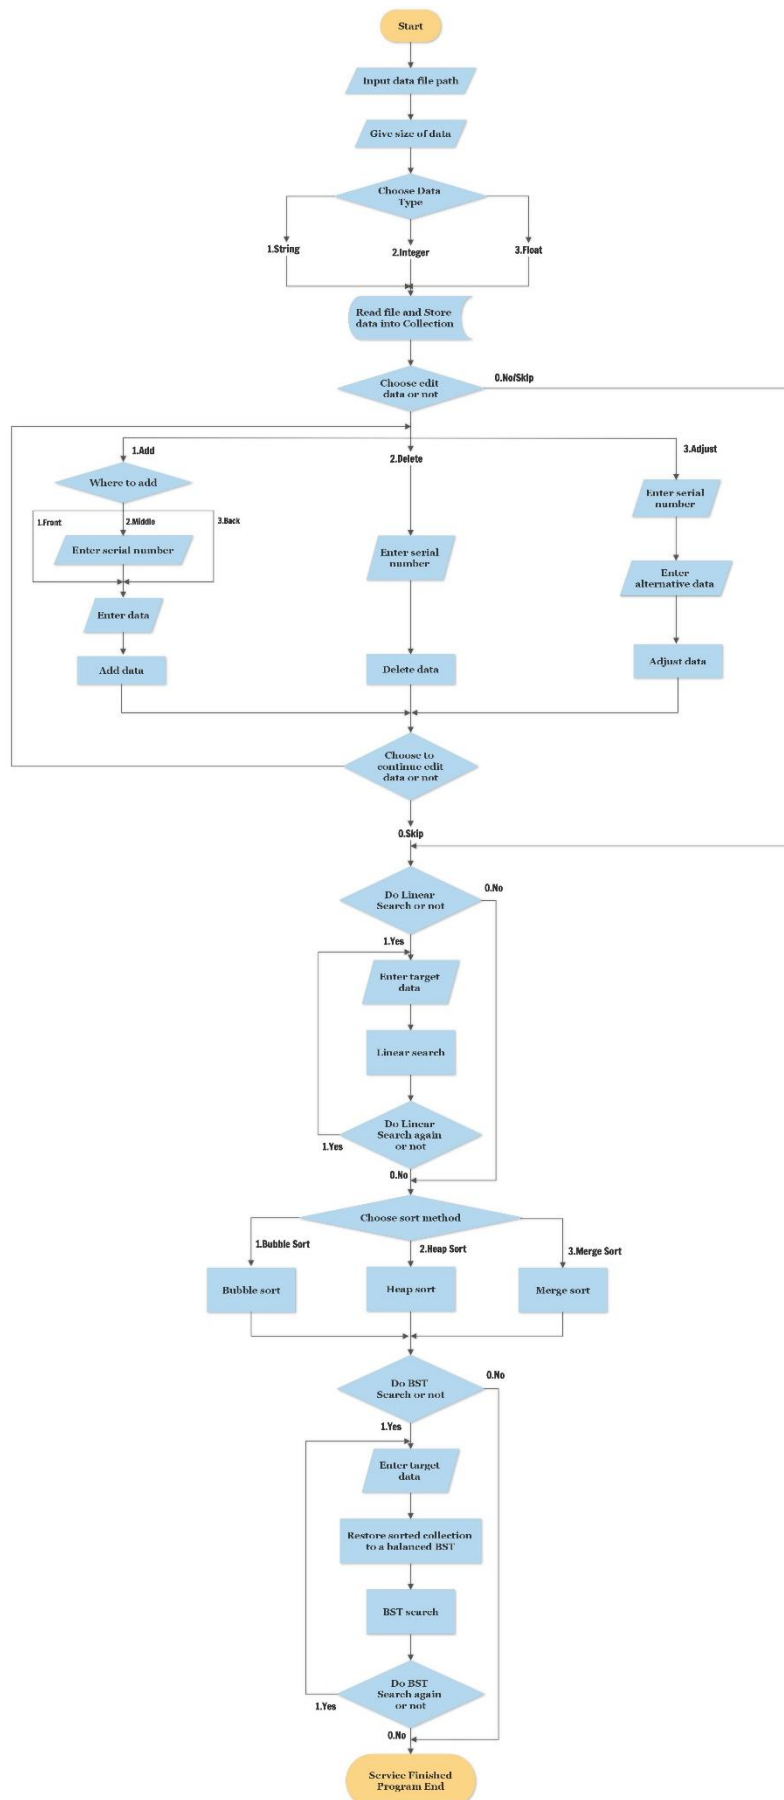 Start
Input data file path
Give size of data
Choose Data
Type
1.String
2.Integer
3.Float
Read file and Store
data into Collection
Choose edit
data or not
0.No/Skip
1.Add
2.Delete
3.Adjust
Where to add
1.Front
2.Middle
3.Back
Enter serial number
Enter data
Add data
Enter serial
number
Delete data
Enter serial
number
Enter
alternative data
Adjust data
Choose to
continue edit
data or not
0.Skip
Do Linear
Search or not
0.No
1.Yes
Enter target
data
Linear search
Do Linear
Search again
or not
1.Yes
0.No
Choose sort method
1.Bubble Sort
2.Heap Sort
3.Merge Sort
Bubble sort
Heap sort
Merge sort
Do BST
Search or not
0.No
1.Yes
Enter target
data
Restore sorted collection
to a balanced BST
BST search
Do BST
Search again
or not
1.Yes
0.No
Service Finished
Program End